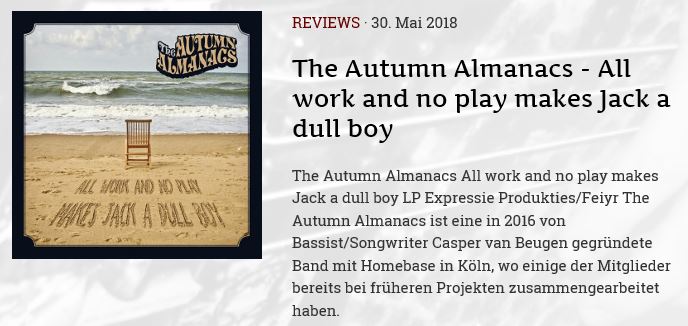 THE AUTUMN
ALMANACS
ALL WORK AND NO PLAY
MAKES JACK A DULL BOY
REVIEWS · 30. Mai 2018
The Autumn Almanacs - All
work and no play makes Jack a
dull boy
The Autumn Almanacs All work and no play makes
Jack a dull boy LP Expressie Produkties/Feiyr The
Autumn Almanacs ist eine in 2016 von
Bassist/Songwriter Casper van Beugen gegründete
Band mit Homebase in Köln, wo einige der Mitglieder
bereits bei früheren Projekten zusammengearbeitet
haben.